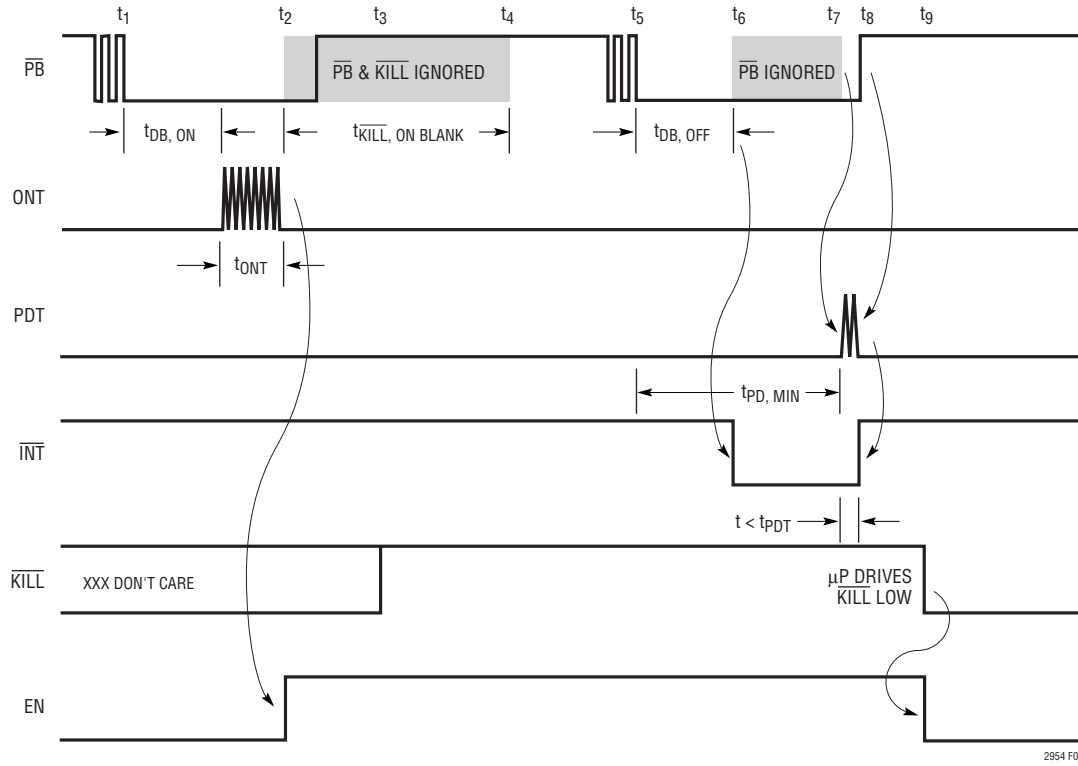 t1 t2 t3 t4 t5 t6 t7 t8 t9
PB
PB & KILL IGNORED
PB IGNORED
tDB, ON
tKILL, ON BLANK
tDB, OFF
ONT
tONT
PDT
tPD, MIN
INT
t < tPDT
KILL
XXX DON'T CARE
µP DRIVES
KILL LOW
EN
2954 F0